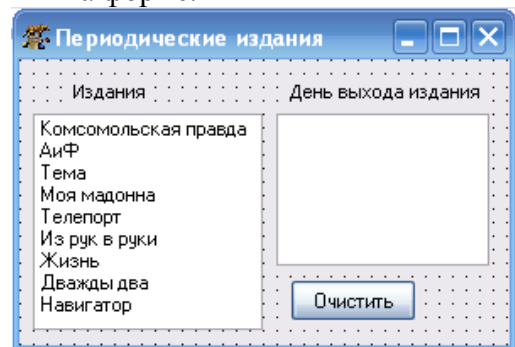 Периодические издания
Издания
День выхода издания
Комсомольская правда
АиФ
Тема
Моя мадонна
Телепорт
Из рук в руки
Жизнь
Дважды два
Навигатор
Очистить